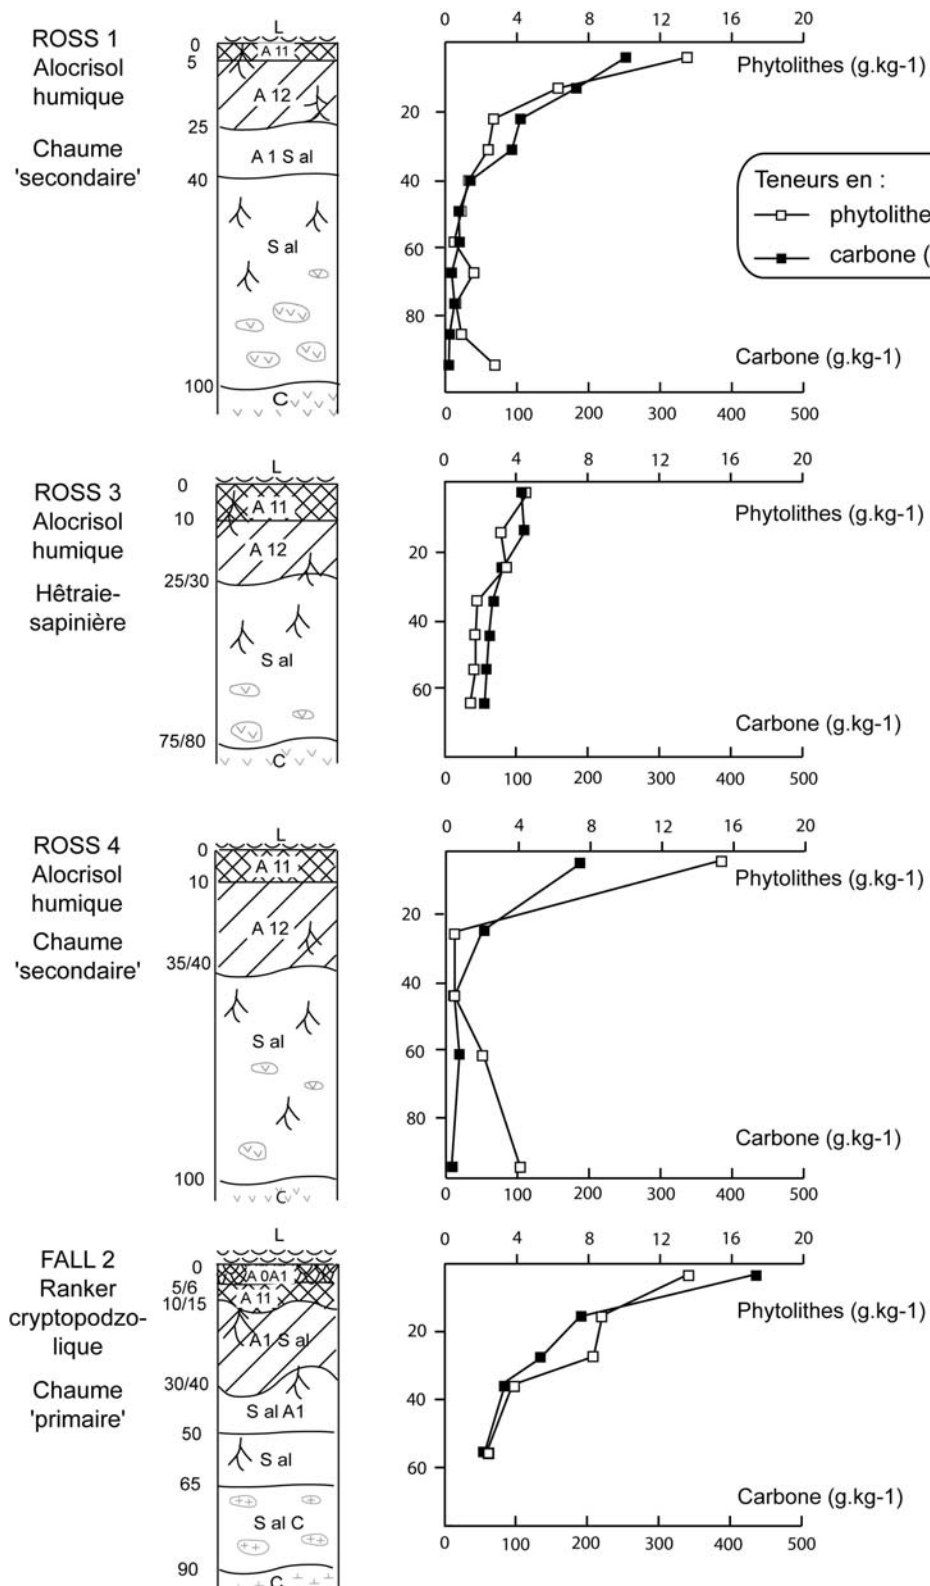 ROSS 1
Alocrisol
humique
Chaume
'secondaire'
L
0
5
25
40
100
A 11
A 12
A 1 S al
S al
C
0 4 8 12 16 20
Phytolithes (g.kg-1)
20
40
60
80
Carbone (g.kg-1)
0 100 200 300 400 500
Teneurs en :
phytolithe
carbone (
ROSS 3
Alocrisol
humique
Hêtraie-
sapinière
L
0
10
25/30
75/80
A 11
A 12
S al
C
0 4 8 12 16 20
Phytolithes (g.kg-1)
20
40
60
Carbone (g.kg-1)
0 100 200 300 400 500
ROSS 4
Alocrisol
humique
Chaume
'secondaire'
L
0
10
35/40
100
A 11
A 12
S al
C
0 4 8 12 16 20
Phytolithes (g.kg-1)
20
40
60
80
Carbone (g.kg-1)
0 100 200 300 400 500
FALL 2
Ranker
cryptopodzo-
lique
Chaume
'primaire'
L
0
5/6
10/15
30/40
50
65
90
A 0A1
A 11
A1 S al
S al A1
S al
S al C
C
0 4 8 12 16 20
Phytolithes (g.kg-1)
20
40
60
Carbone (g.kg-1)
0 100 200 300 400 500